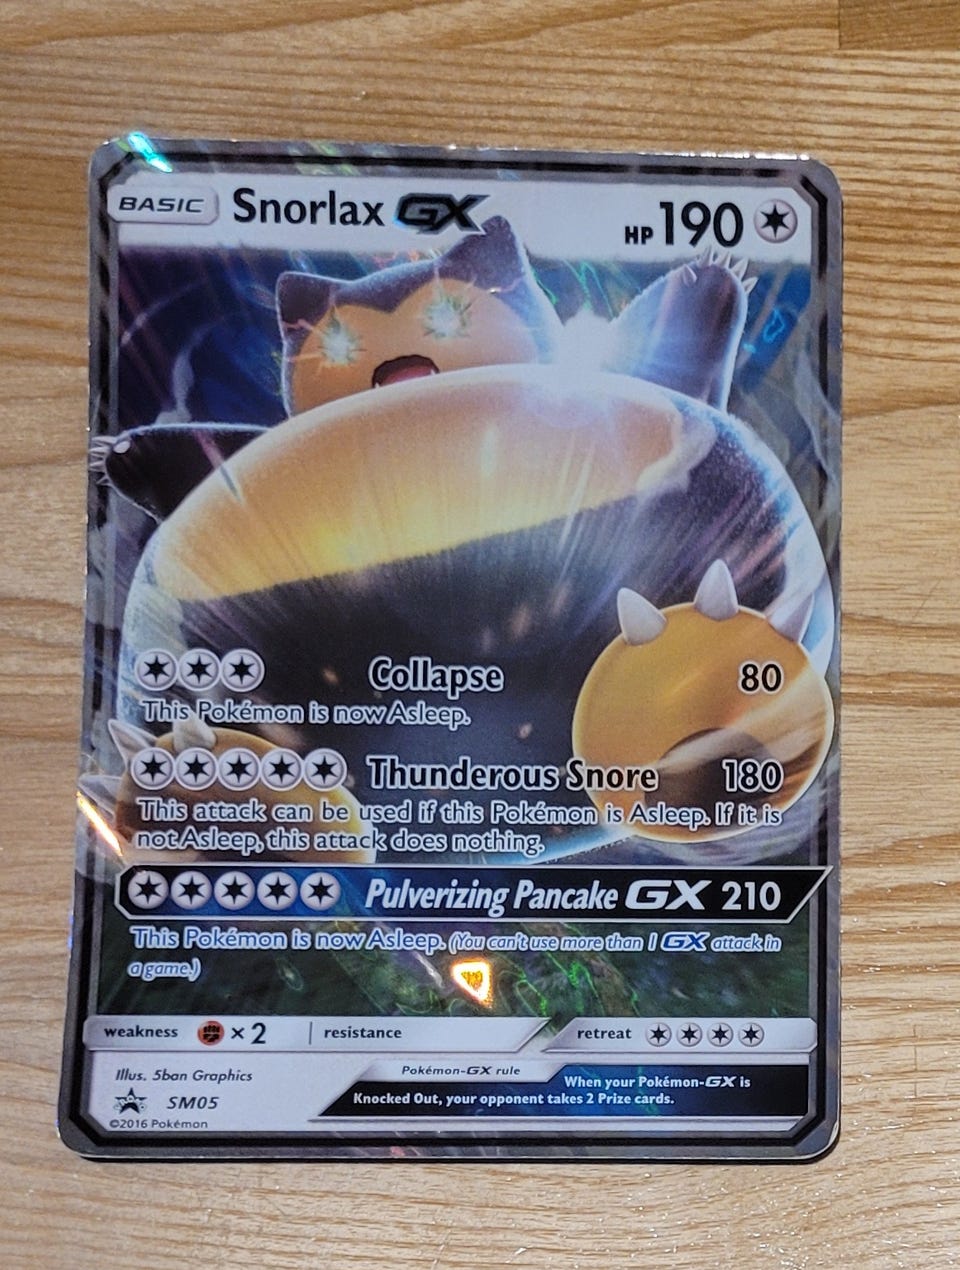 BASIC Snorlax GX HP 190
Collapse 80
This Pokémon is now Asleep.
Thunderous Snore 180
This attack can be used if this Pokémon is Asleep. If it is
not Asleep, this attack does nothing.
Pulverizing Pancake GX 210
This Pokémon is now Asleep. (You can't use more than 1 GX attack in
a game.)
weakness ×2 resistance retreat
Illus. 5ban Graphics
SM05
©2016 Pokémon
Pokémon-GX rule
When your Pokémon-GX is
Knocked Out, your opponent takes 2 Prize cards.